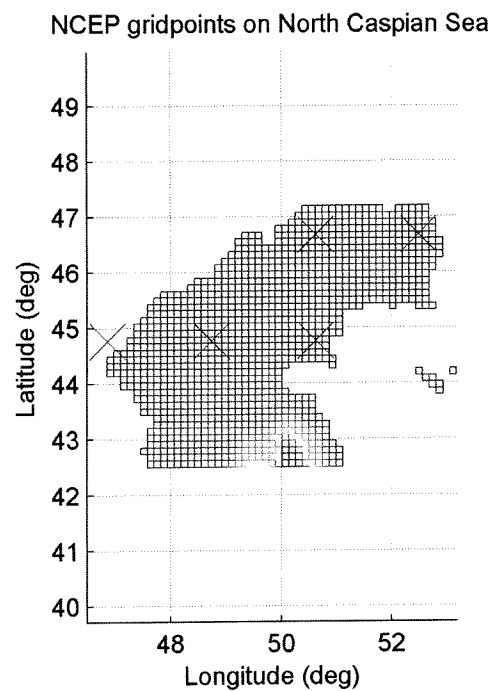 NCEP gridpoints on North Caspian Sea
49
48
47
46
45
44
43
42
41
40
Latitude (deg)
48 50 52
Longitude (deg)